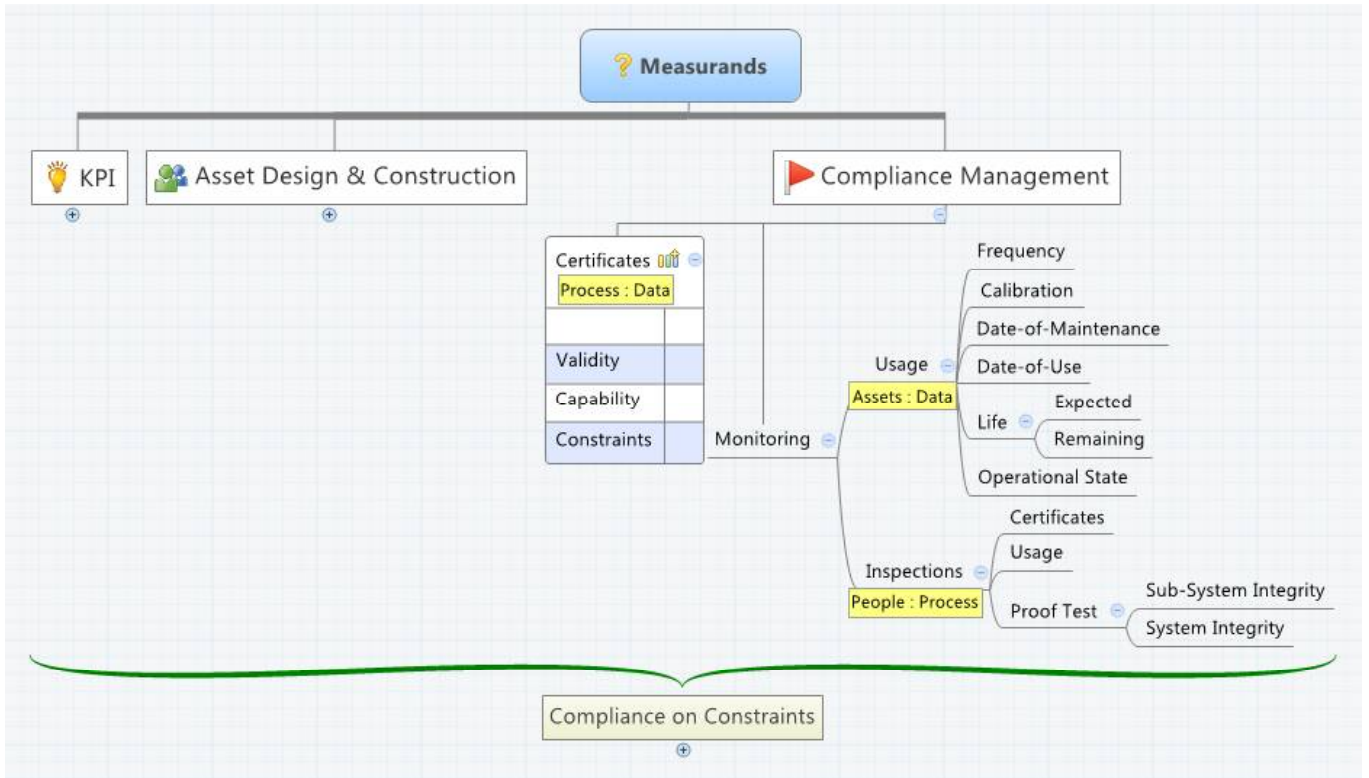 Measurands
KPI
Asset Design & Construction
Compliance Management
Certificates
Process : Data
Validity
Capability
Constraints
Monitoring
Usage
Assets : Data
Frequency
Calibration
Date-of-Maintenance
Date-of-Use
Life
Expected
Remaining
Operational State
Inspections
People : Process
Certificates
Usage
Proof Test
Sub-System Integrity
System Integrity
Compliance on Constraints